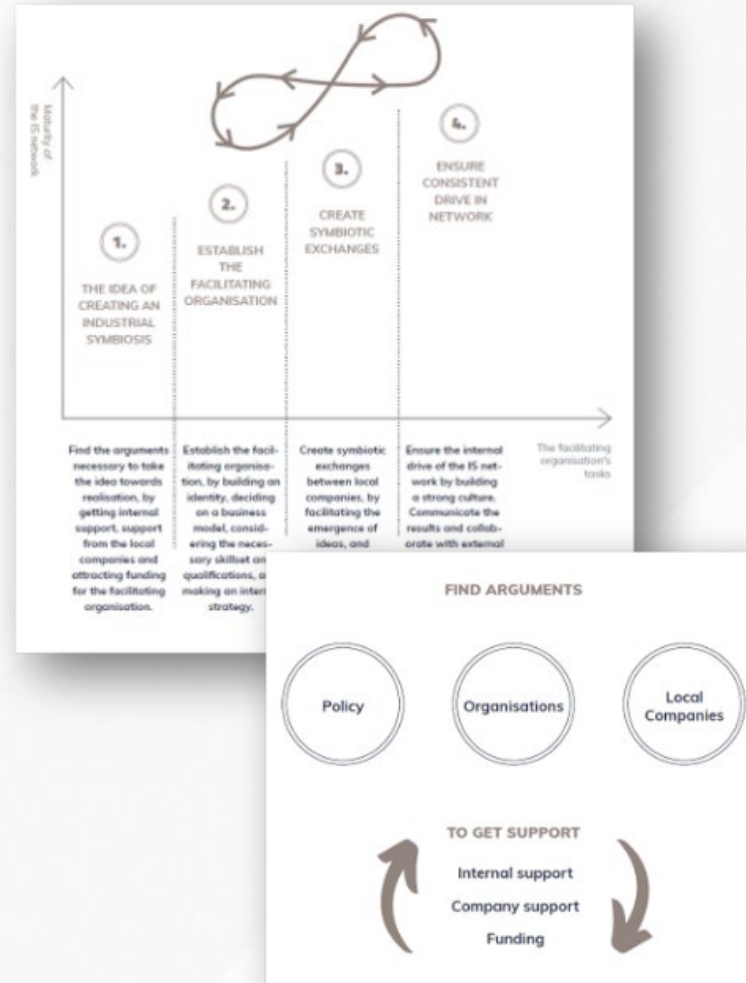 Maturity of
the IS network
1.
THE IDEA OF
CREATING AN
INDUSTRIAL
SYMBIOSIS
2.
ESTABLISH
THE
FACILITATING
ORGANISATION
3.
CREATE
SYMBIOTIC
EXCHANGES
4.
ENSURE
CONSISTENT
DRIVE IN
NETWORK
Find the arguments
necessary to take
the idea towards
realisation, by
getting internal
support, support
from the local
companies and
attracting funding
for the facilitating
organisation.
Establish the facil-
itating organisa-
tion, by building an
identity, deciding
on a business
model, consid-
ering the neces-
sary skillset an
qualifications, a
making an inter
strategy.
Create symbiotic
exchanges
between local
companies, by
facilitating the
emergence of
ideas, and
Ensure the internal
drive of the IS net-
work by building
a strong culture.
Communicate the
results and collab-
orate with external
The facilitating
organisation's
tasks
FIND ARGUMENTS
Policy
Organisations
Local
Companies
TO GET SUPPORT
Internal support
Company support
Funding